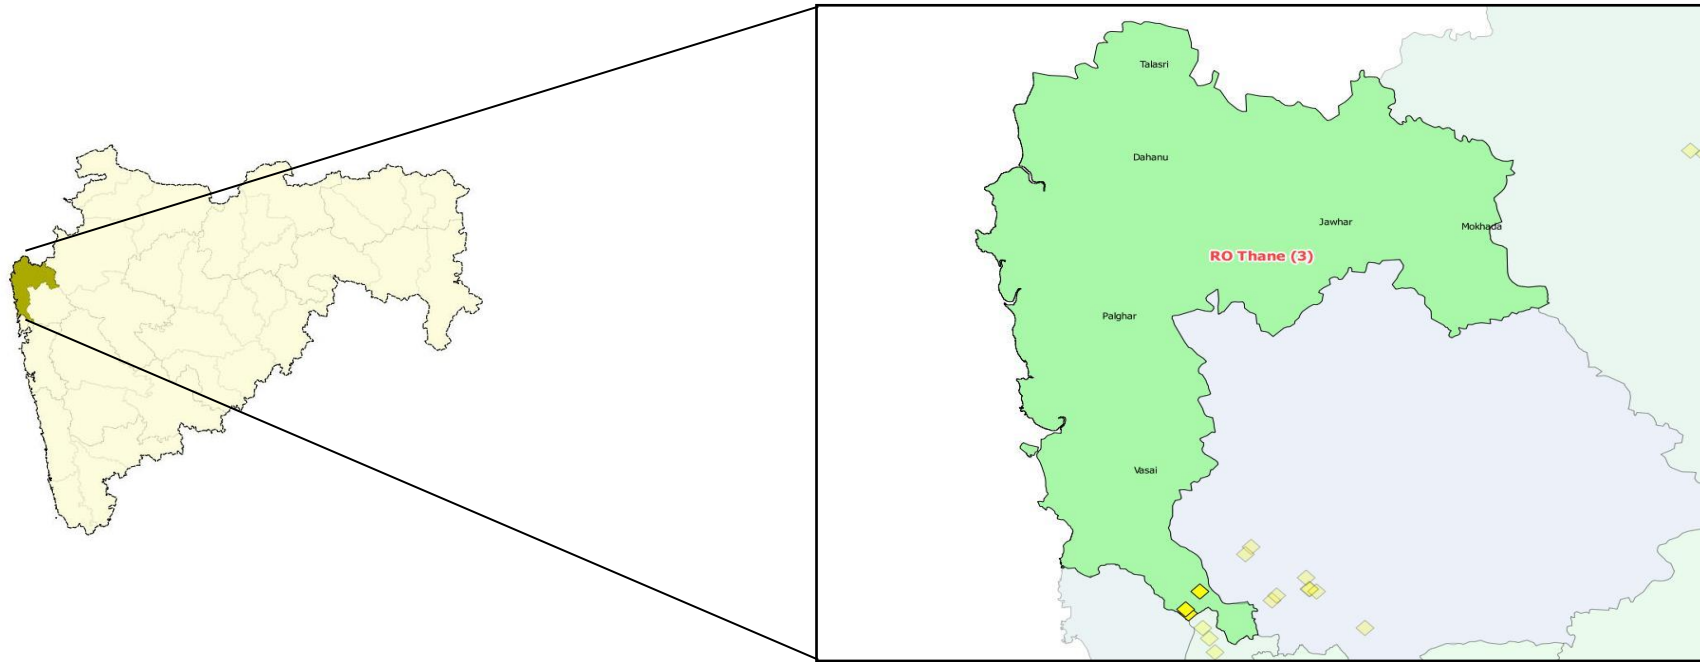 Talasri
Dahanu
Jawhar
Mokhada
RO Thane (3)
Palghar
Vasai